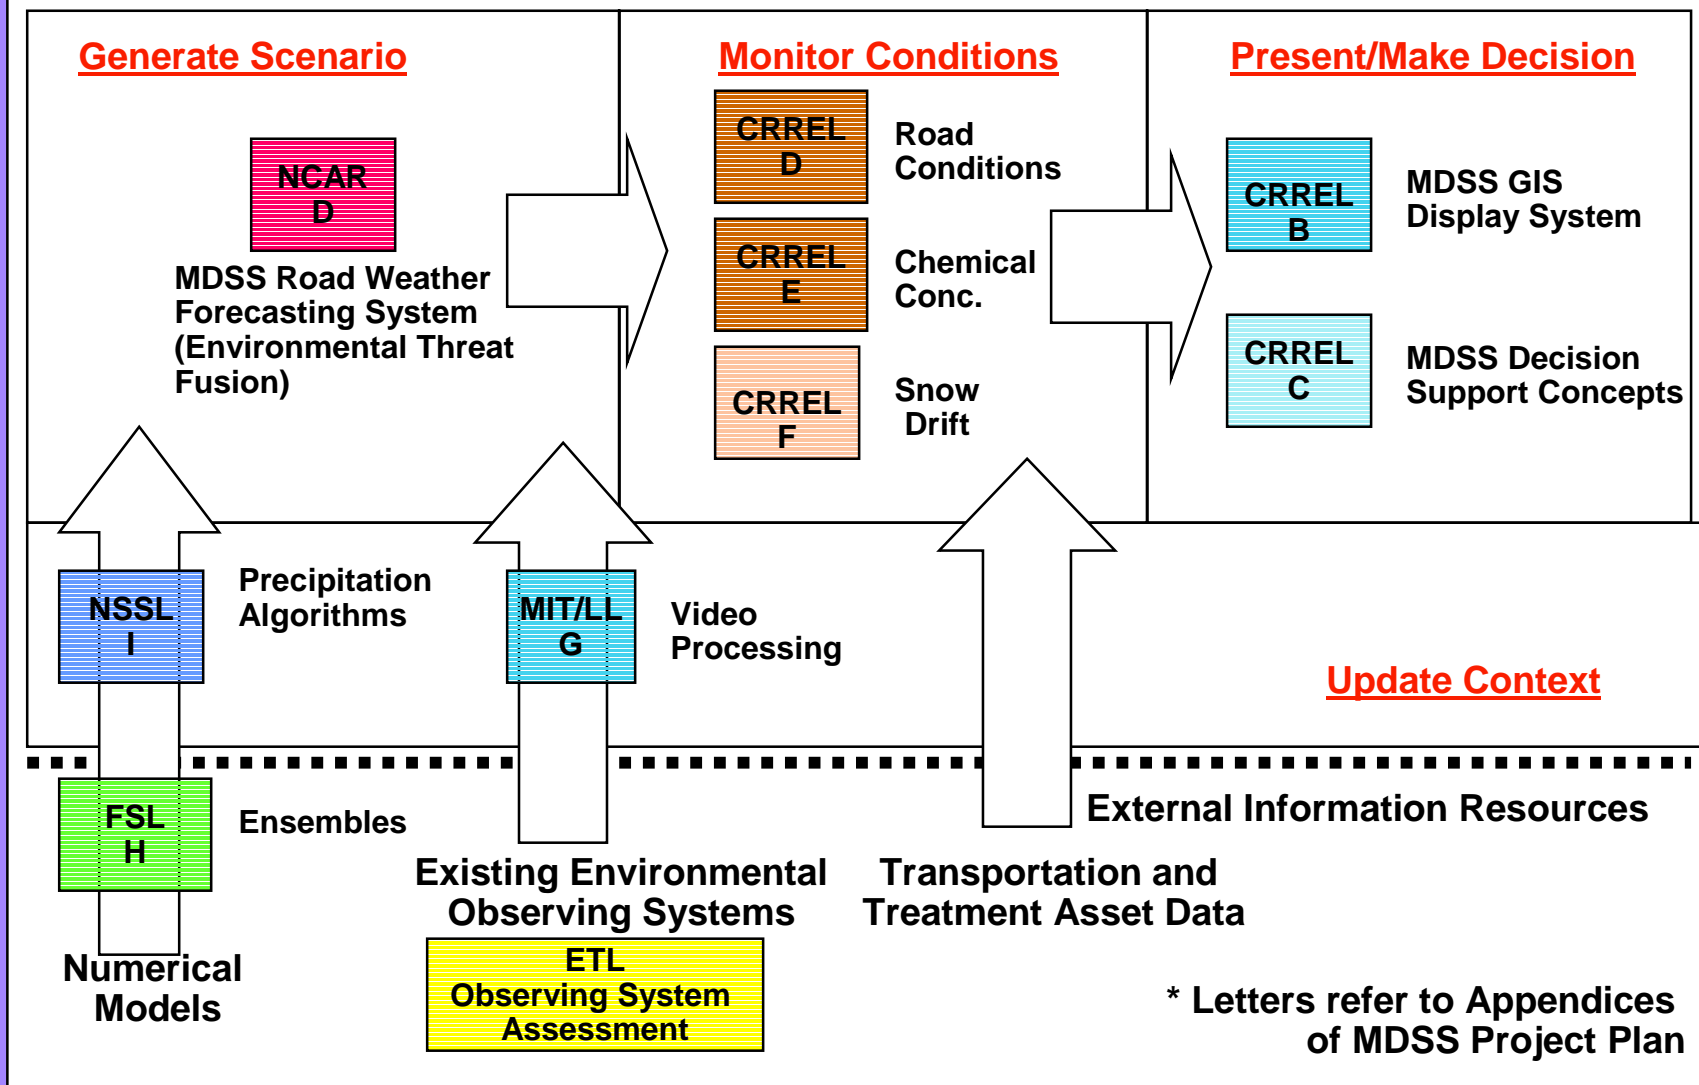 Generate Scenario
NCAR
D
MDSS Road Weather
Forecasting System
(Environmental Threat
Fusion)
Monitor Conditions
CRREL
D
Road
Conditions
CRREL
E
Chemical
Conc.
CRREL
F
Snow
Drift
Present/Make Decision
CRREL
B
MDSS GIS
Display System
CRREL
C
MDSS Decision
Support Concepts
NSSL
I
Precipitation
Algorithms
MIT/LL
G
Video
Processing
Update Context
FSL
H
Ensembles
External Information Resources
Numerical
Models
Existing Environmental
Observing Systems
ETL
Observing System
Assessment
Transportation and
Treatment Asset Data
* Letters refer to Appendices
of MDSS Project Plan